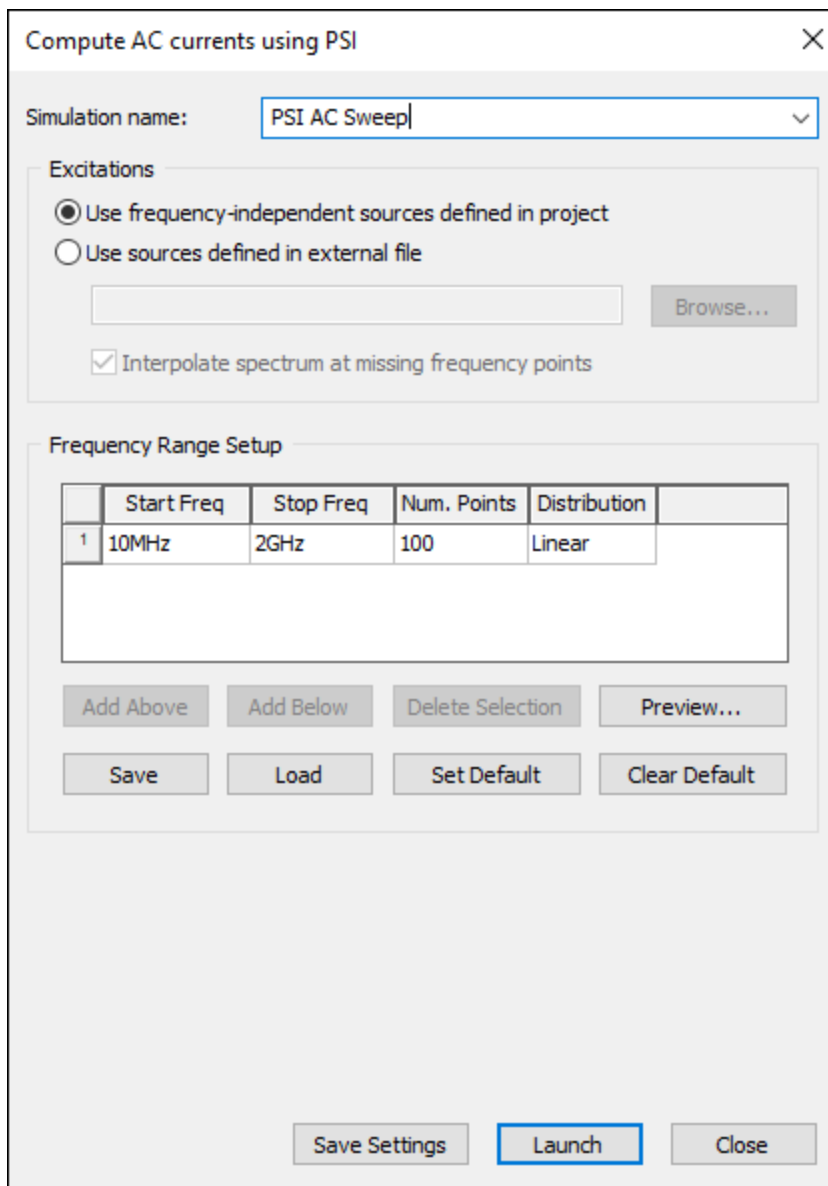 Compute AC currents using PSI
Simulation name: PSI AC Sweep
Excitations
Use frequency-independent sources defined in project
Use sources defined in external file
Browse...
Interpolate spectrum at missing frequency points
Frequency Range Setup
Start Freq Stop Freq Num. Points Distribution
1 10MHz 2GHz 100 Linear
Add Above Add Below Delete Selection Preview...
Save Load Set Default Clear Default
Save Settings Launch Close